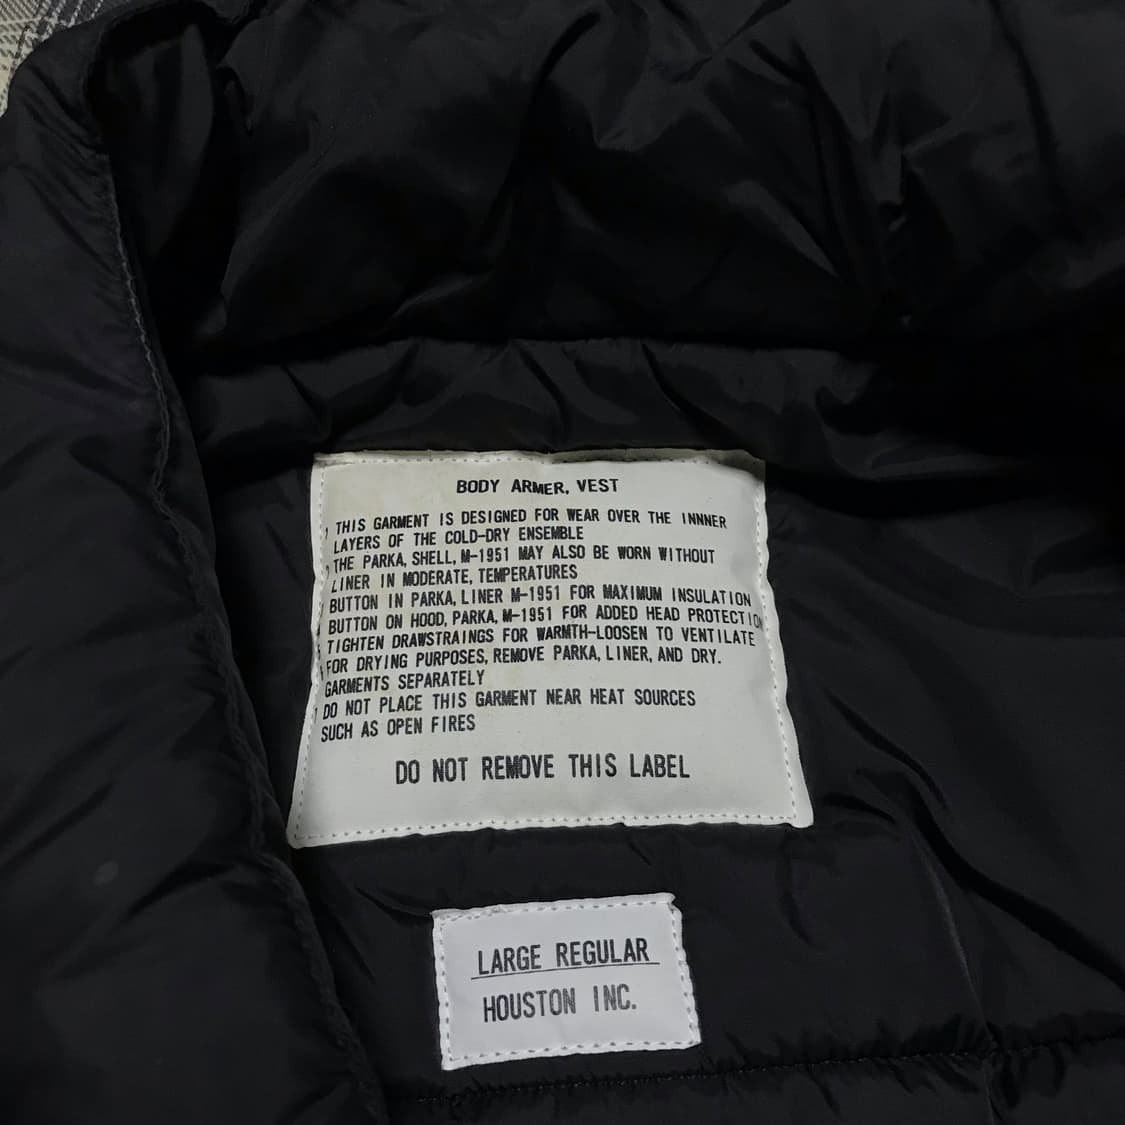 BODY ARMER, VEST
THIS GARMENT IS DESIGNED FOR WEAR OVER THE INNNER
LAYERS OF THE COLD-DRY ENSEMBLE
THE PARKA, SHELL, M-1951 MAY ALSO BE WORN WITHOUT
LINER IN MODERATE, TEMPERATURES
BUTTON IN PARKA, LINER M-1951 FOR MAXIMUM INSULATION
BUTTON ON HOOD, PARKA, M-1951 FOR ADDED HEAD PROTECTION
TIGHTEN DRAWSTRAINGS FOR WARMTH-LOOSEN TO VENTILATE
FOR DRYING PURPOSES, REMOVE PARKA, LINER, AND DRY.
GARMENTS SEPARATELY
DO NOT PLACE THIS GARMENT NEAR HEAT SOURCES
SUCH AS OPEN FIRES
DO NOT REMOVE THIS LABEL
LARGE REGULAR
HOUSTON INC.